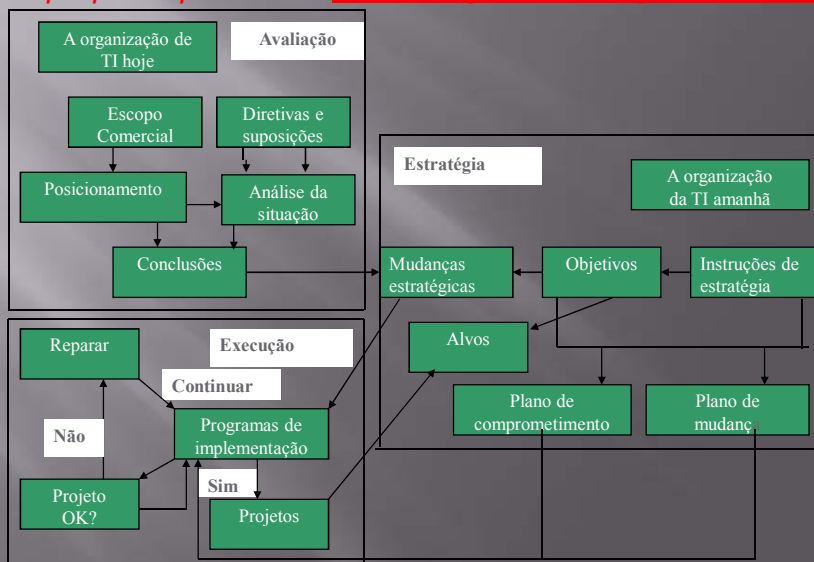 A organização de
TI hoje
Avaliação
Escopo
Comercial
Diretivas e
suposições
Posicionamento
Análise da
situação
Conclusões
Estratégia
A organização
da TI amanhã
Mudanças
estratégicas
Objetivos
Instruções de
estratégia
Alvos
Plano de
comprometimento
Plano de
mudança
Reparar
Execução
Continuar
Programas de
implementação
Não
Sim
Projeto
OK?
Projetos